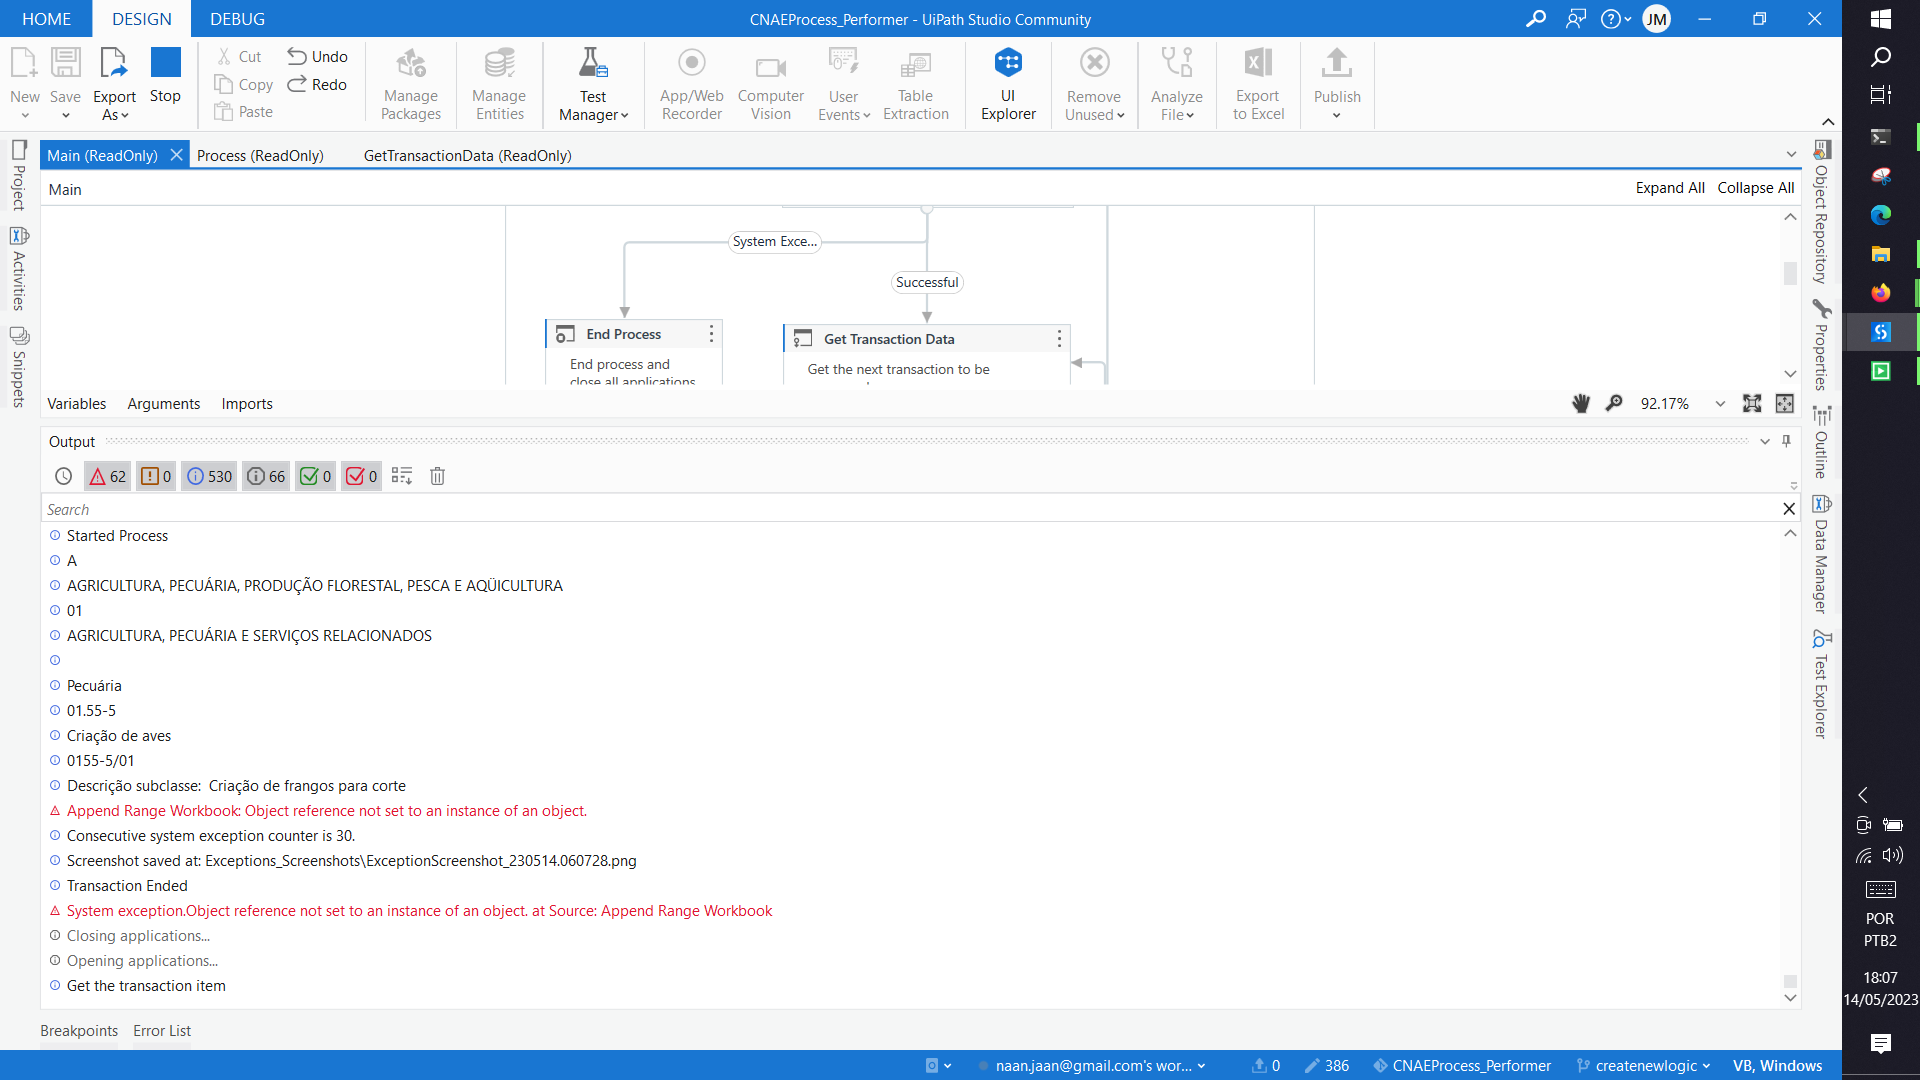 HOME DESIGN DEBUG
CNAEProcess_Performer - UiPath Studio Community
JM
New
Save
Export As
Stop
Cut
Copy
Paste
Undo
Redo
Manage Packages
Manage Entities
Test Manager
App/Web Recorder
Computer Vision
User Events
Table Extraction
UI Explorer
Remove Unused
Analyze File
Export to Excel
Publish
Project
Activities
Snippets
Main (ReadOnly)
Process (ReadOnly)
GetTransactionData (ReadOnly)
Main
Expand All Collapse All
System Exce...
Successful
End Process
End process and
close all applications
Get Transaction Data
Get the next transaction to be
Variables Arguments Imports
92.17%
Output
62 0 530 66 0 0
Search
Started Process
A
AGRICULTURA, PECUÁRIA, PRODUÇÃO FLORESTAL, PESCA E AQÜICULTURA
01
AGRICULTURA, PECUÁRIA E SERVIÇOS RELACIONADOS
Pecuária
01.55-5
Criação de aves
0155-5/01
Descrição subclasse:  Criação de frangos para corte
Append Range Workbook: Object reference not set to an instance of an object.
Consecutive system exception counter is 30.
Screenshot saved at: Exceptions_Screenshots\ExceptionScreenshot_230514.060728.png
Transaction Ended
System exception.Object reference not set to an instance of an object. at Source: Append Range Workbook
Closing applications...
Opening applications...
Get the transaction item
Breakpoints Error List
naan.jaan@gmail.com's wor...
0
386
CNAEProcess_Performer
createnewlogic
VB, Windows
Object Repository
Properties
Outline
Data Manager
Test Explorer
POR
PTB2
18:07
14/05/2023